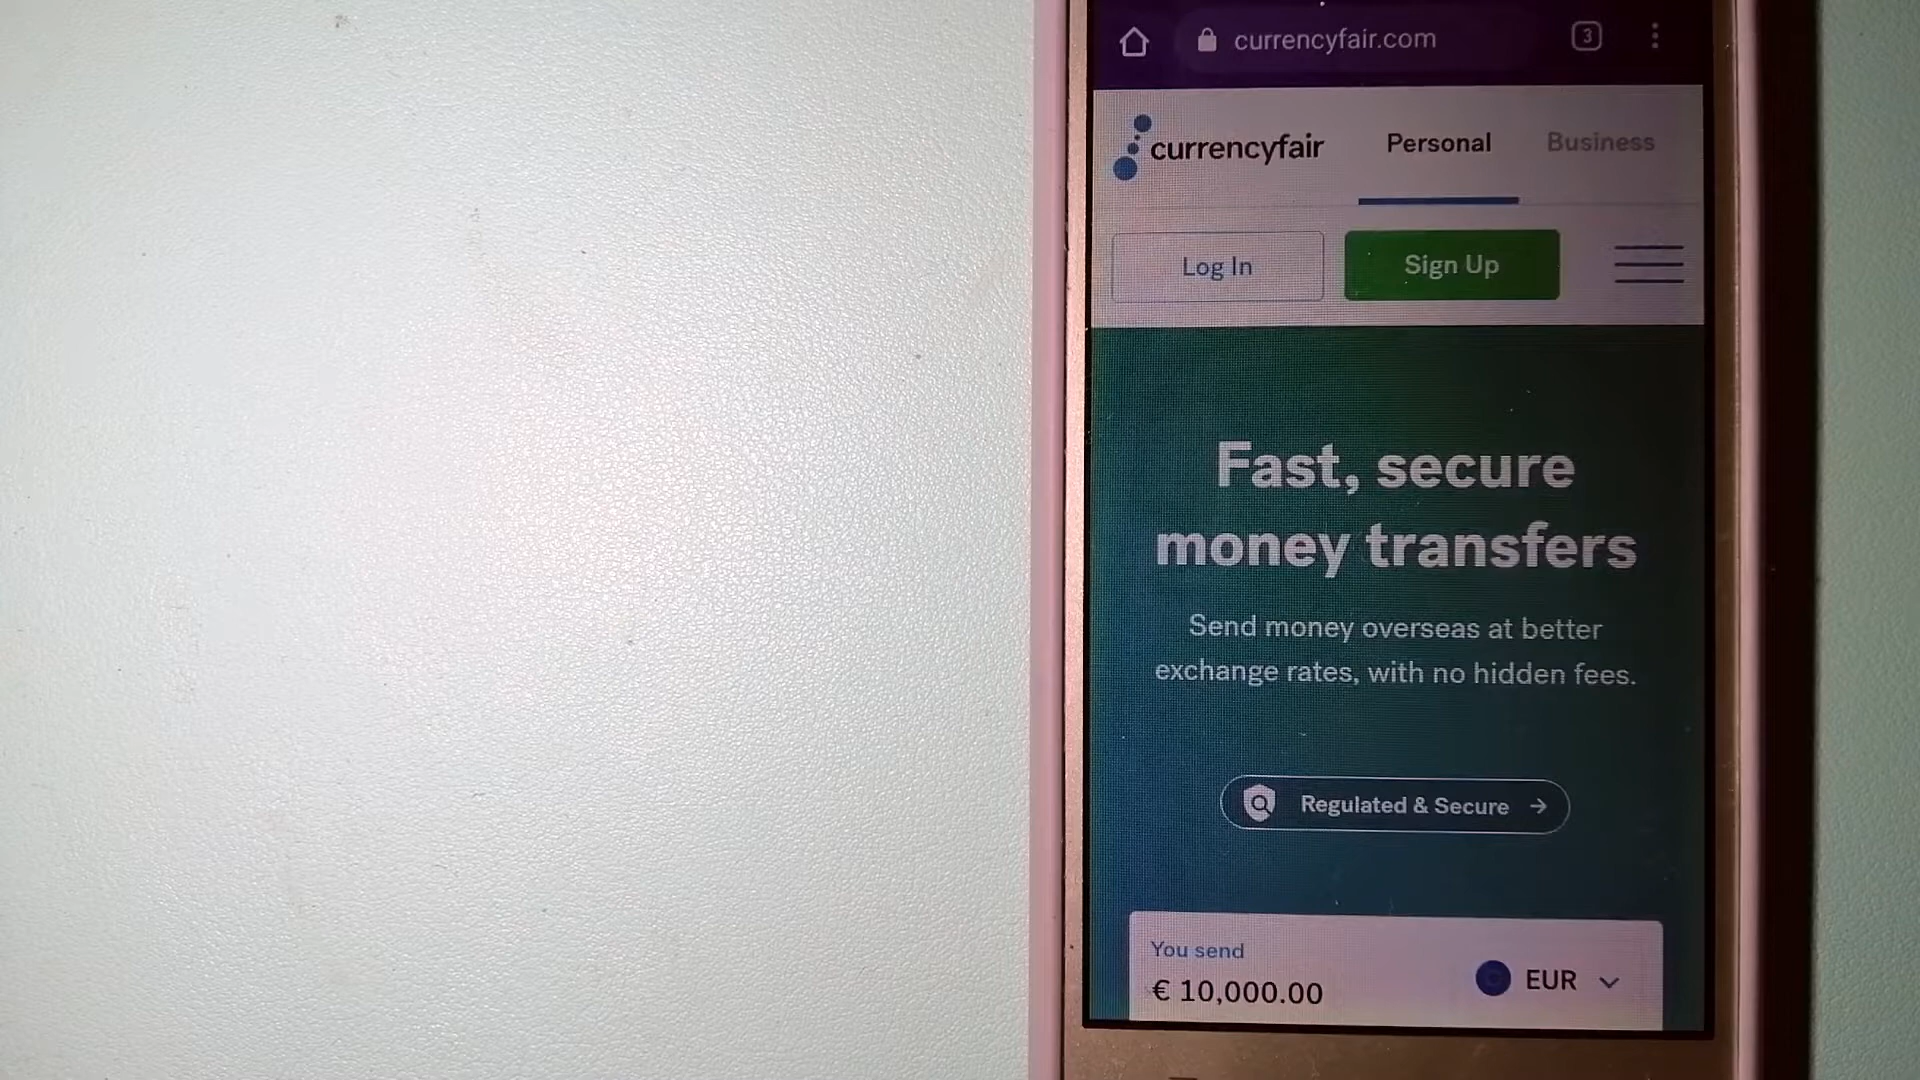 currencyfair.com
3
currencyfair
Personal
Business
Log In
Sign Up
Fast, secure
money transfers
Send money overseas at better
exchange rates, with no hidden fees.
Regulated & Secure →
You send
€ 10,000.00
EUR